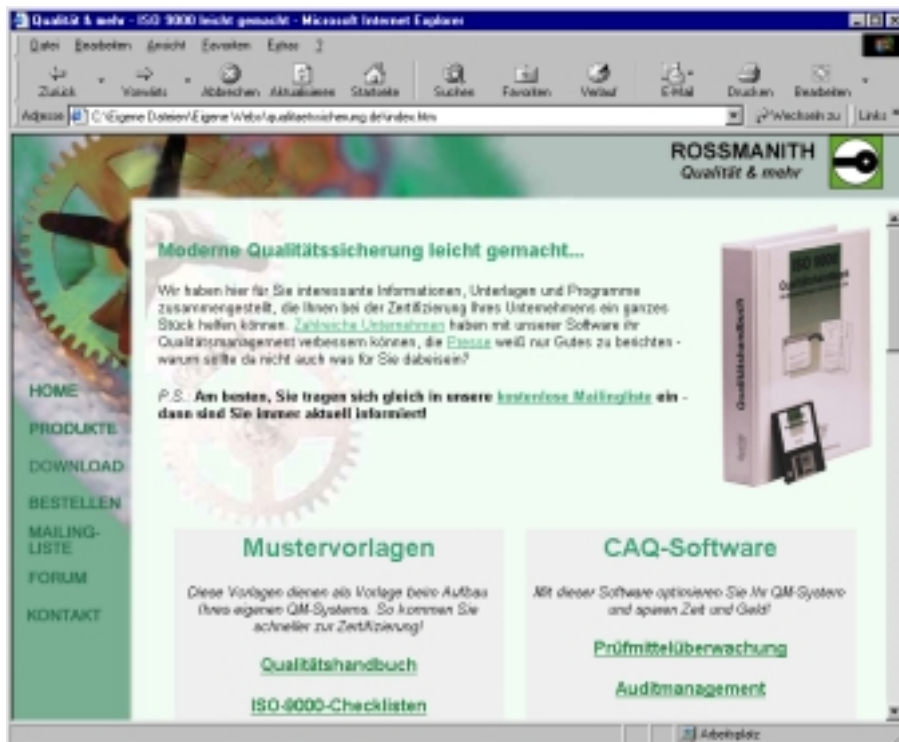 Qualität & mehr - ISO 9000 leicht gemacht - Microsoft Internet Explorer
Datei Bearbeiten Ansicht Favoriten Extras ?
Zurück Vorwärts Abbrechen Aktualisieren Startseite Suchen Favoriten Verlauf E-Mail Drucken Bearbeiten
Adresse C:\Eigene Dateien\Eigene Webs\qualitaetssicherung.de\index.htm Wechseln zu Links
ROSSMANITH
Qualität & mehr
Moderne Qualitätssicherung leicht gemacht...
Wir haben hier für Sie interessante Informationen, Unterlagen und Programme
zusammengestellt, die Ihnen bei der Zertifizierung Ihres Unternehmens ein ganzes
Stück helfen können. Zahlreiche Unternehmen haben mit unserer Software ihr
Qualitätsmanagement verbessern können, die Presse weiß nur Gutes zu berichten -
warum sollte da nicht auch was für Sie dabeisein?
P.S.: Am besten, Sie tragen sich gleich in unsere kostenlose Mailingliste ein -
dann sind Sie immer aktuell informiert!
ISO 9000
Qualitätshandbuch
Qualitätshandbuch
HOME
PRODUKTE
DOWNLOAD
BESTELLEN
MAILING-
LISTE
FORUM
KONTAKT
Mustervorlagen
Diese Vorlagen dienen als Vorlage beim Aufbau
Ihres eigenen QM-Systems. So kommen Sie
schneller zur Zertifizierung!
Qualitätshandbuch
ISO-9000-Checklisten
CAQ-Software
Mit dieser Software optimieren Sie Ihr QM-System
und sparen Zeit und Geld!
Prüfmittelüberwachung
Auditmanagement
Arbeitsplatz